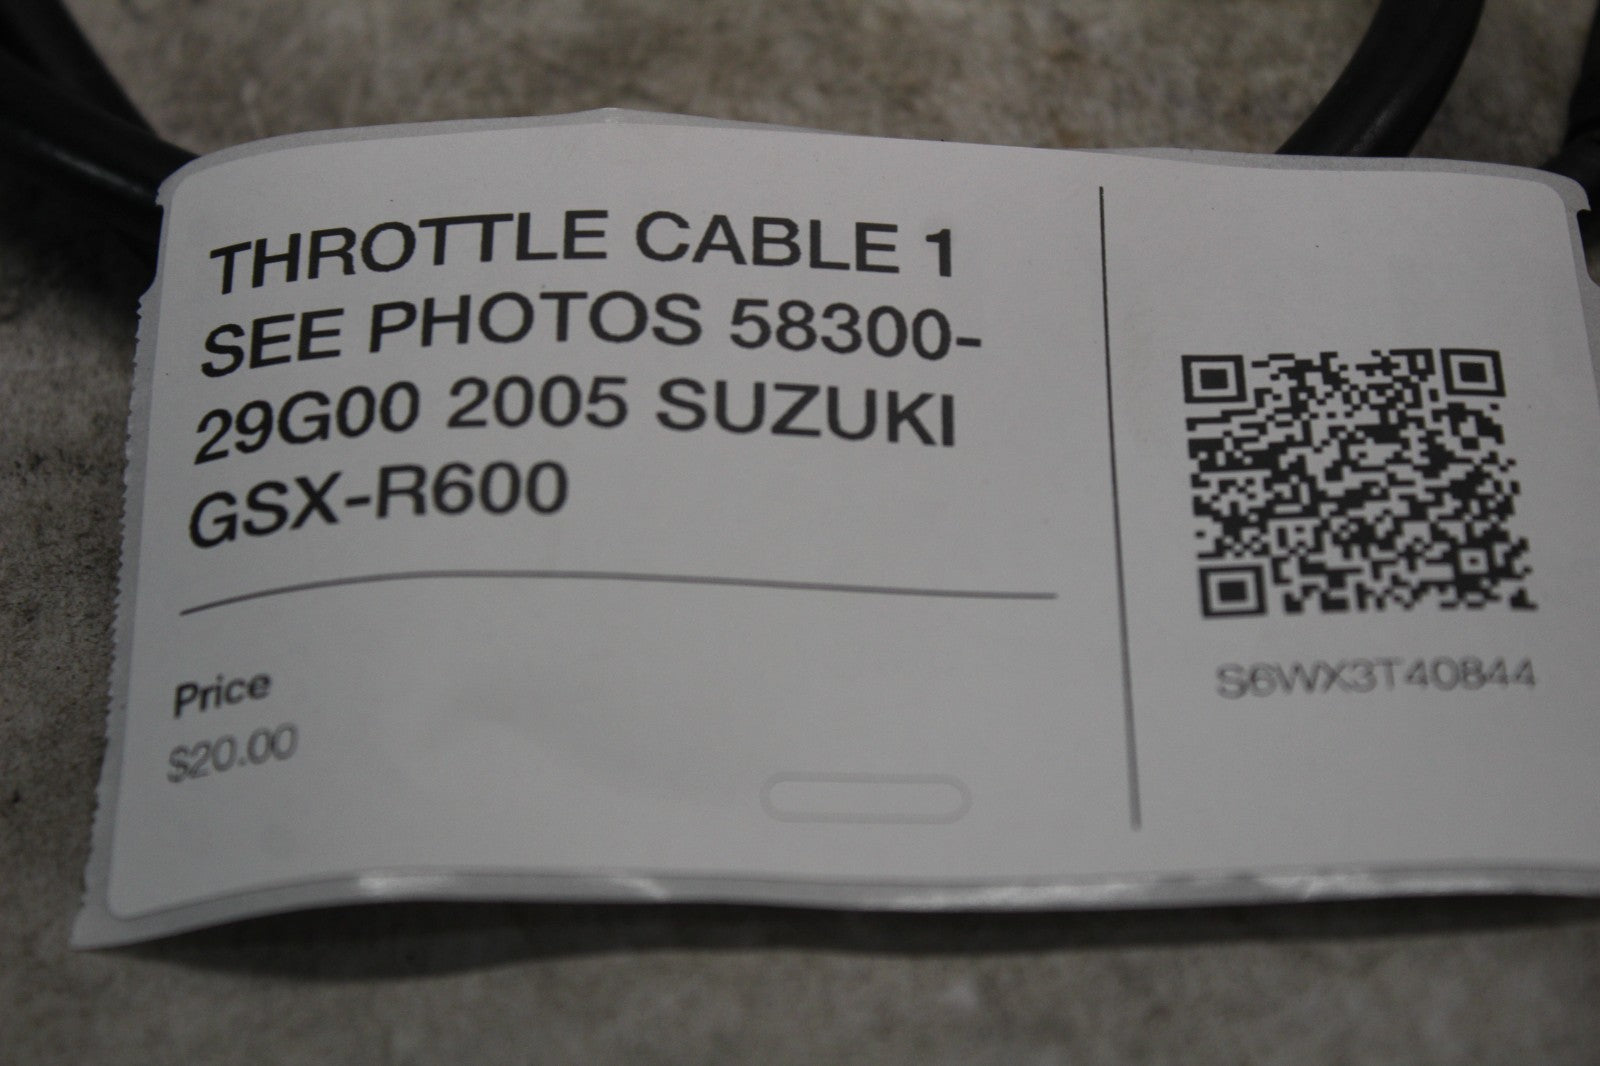 THROTTLE CABLE 1
SEE PHOTOS 58300-
29G00 2005 SUZUKI
GSX-R600
Price
$20.00
S6WX3T40844